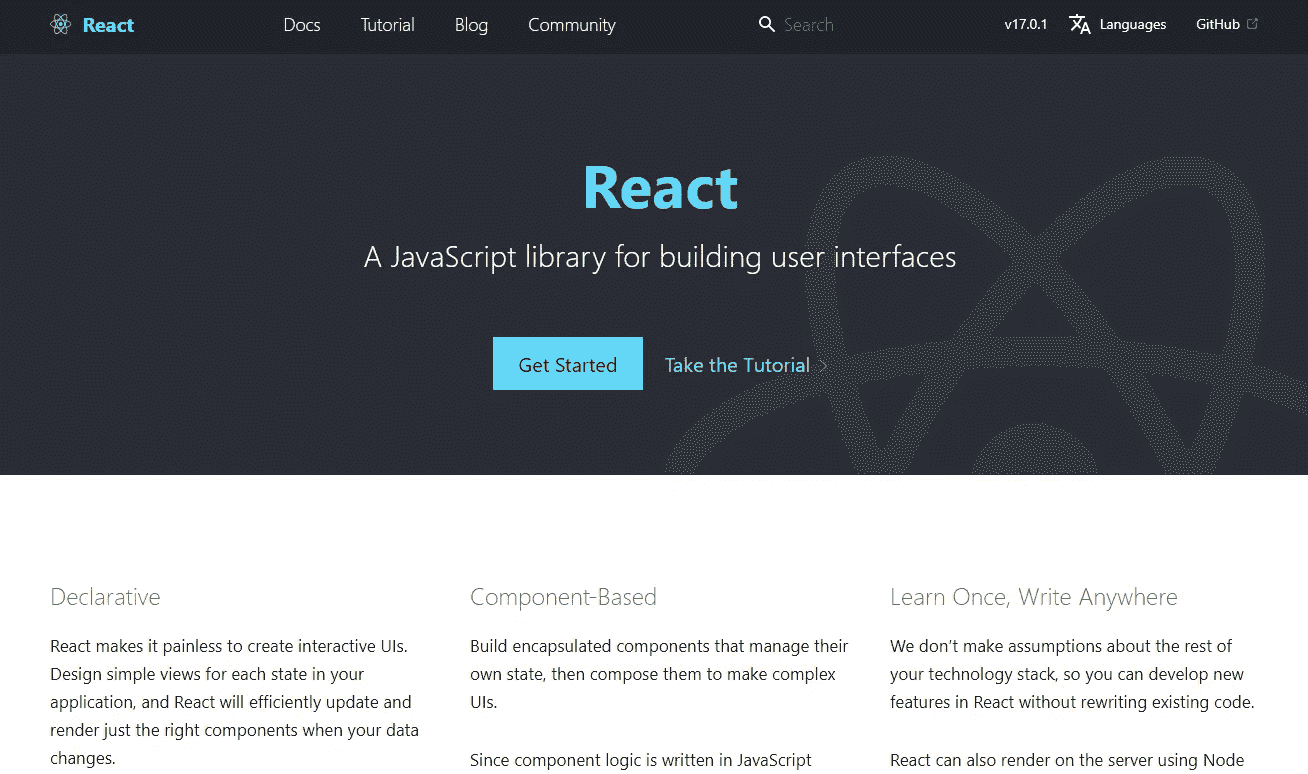 React
Docs
Tutorial
Blog
Community
Search
v17.0.1
Languages
GitHub
React
A JavaScript library for building user interfaces
Get Started
Take the Tutorial
Declarative
React makes it painless to create interactive UIs.
Design simple views for each state in your
application, and React will efficiently update and
render just the right components when your data
changes.
Component-Based
Build encapsulated components that manage their
own state, then compose them to make complex
UIs.
Since component logic is written in JavaScript
Learn Once, Write Anywhere
We don’t make assumptions about the rest of
your technology stack, so you can develop new
features in React without rewriting existing code.
React can also render on the server using Node